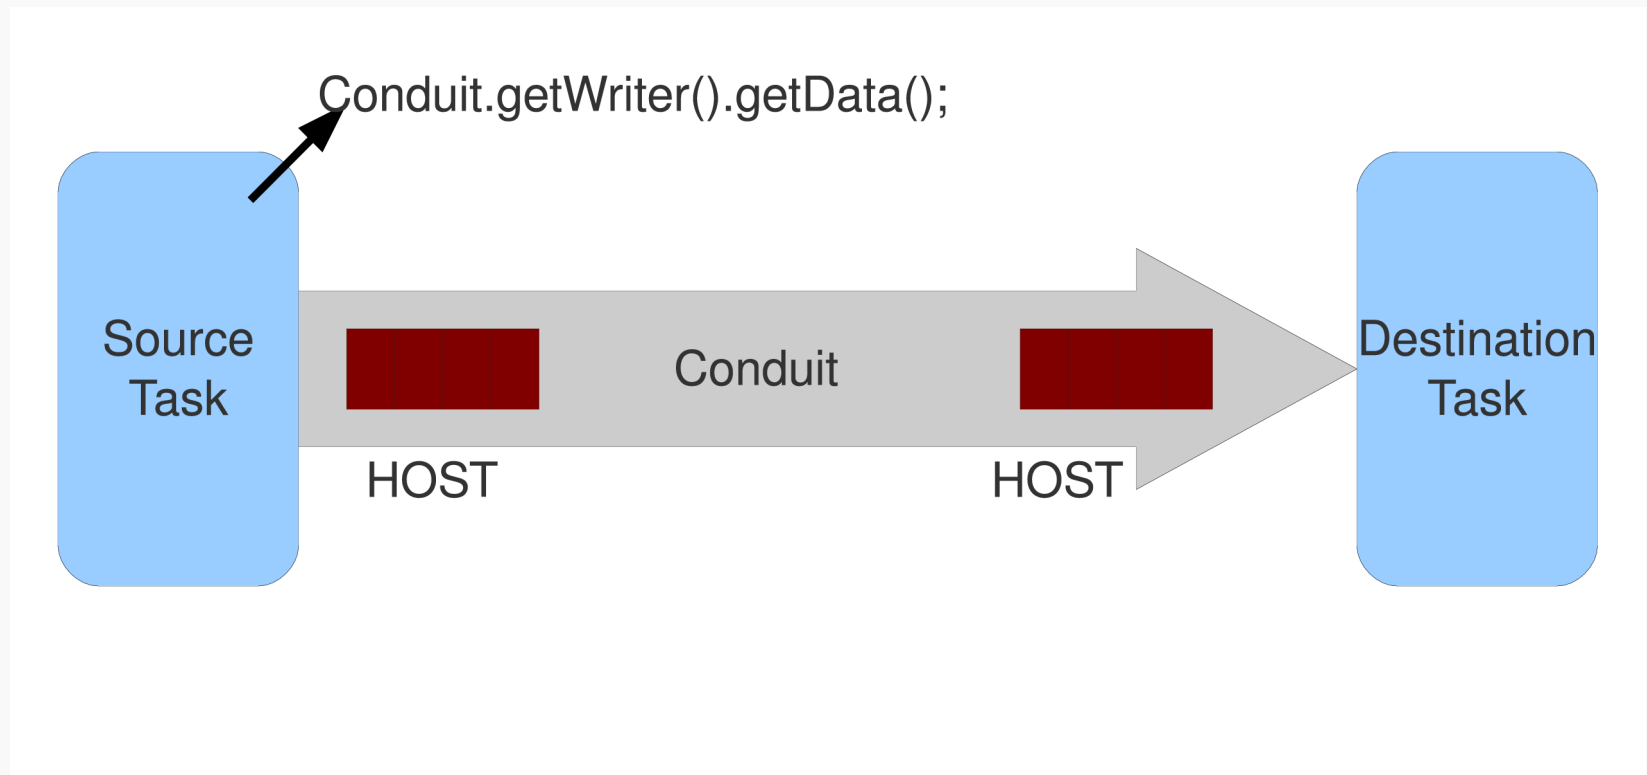 Conduit.getWriter().getData();
Source
Task
Conduit
Destination
Task
HOST
HOST